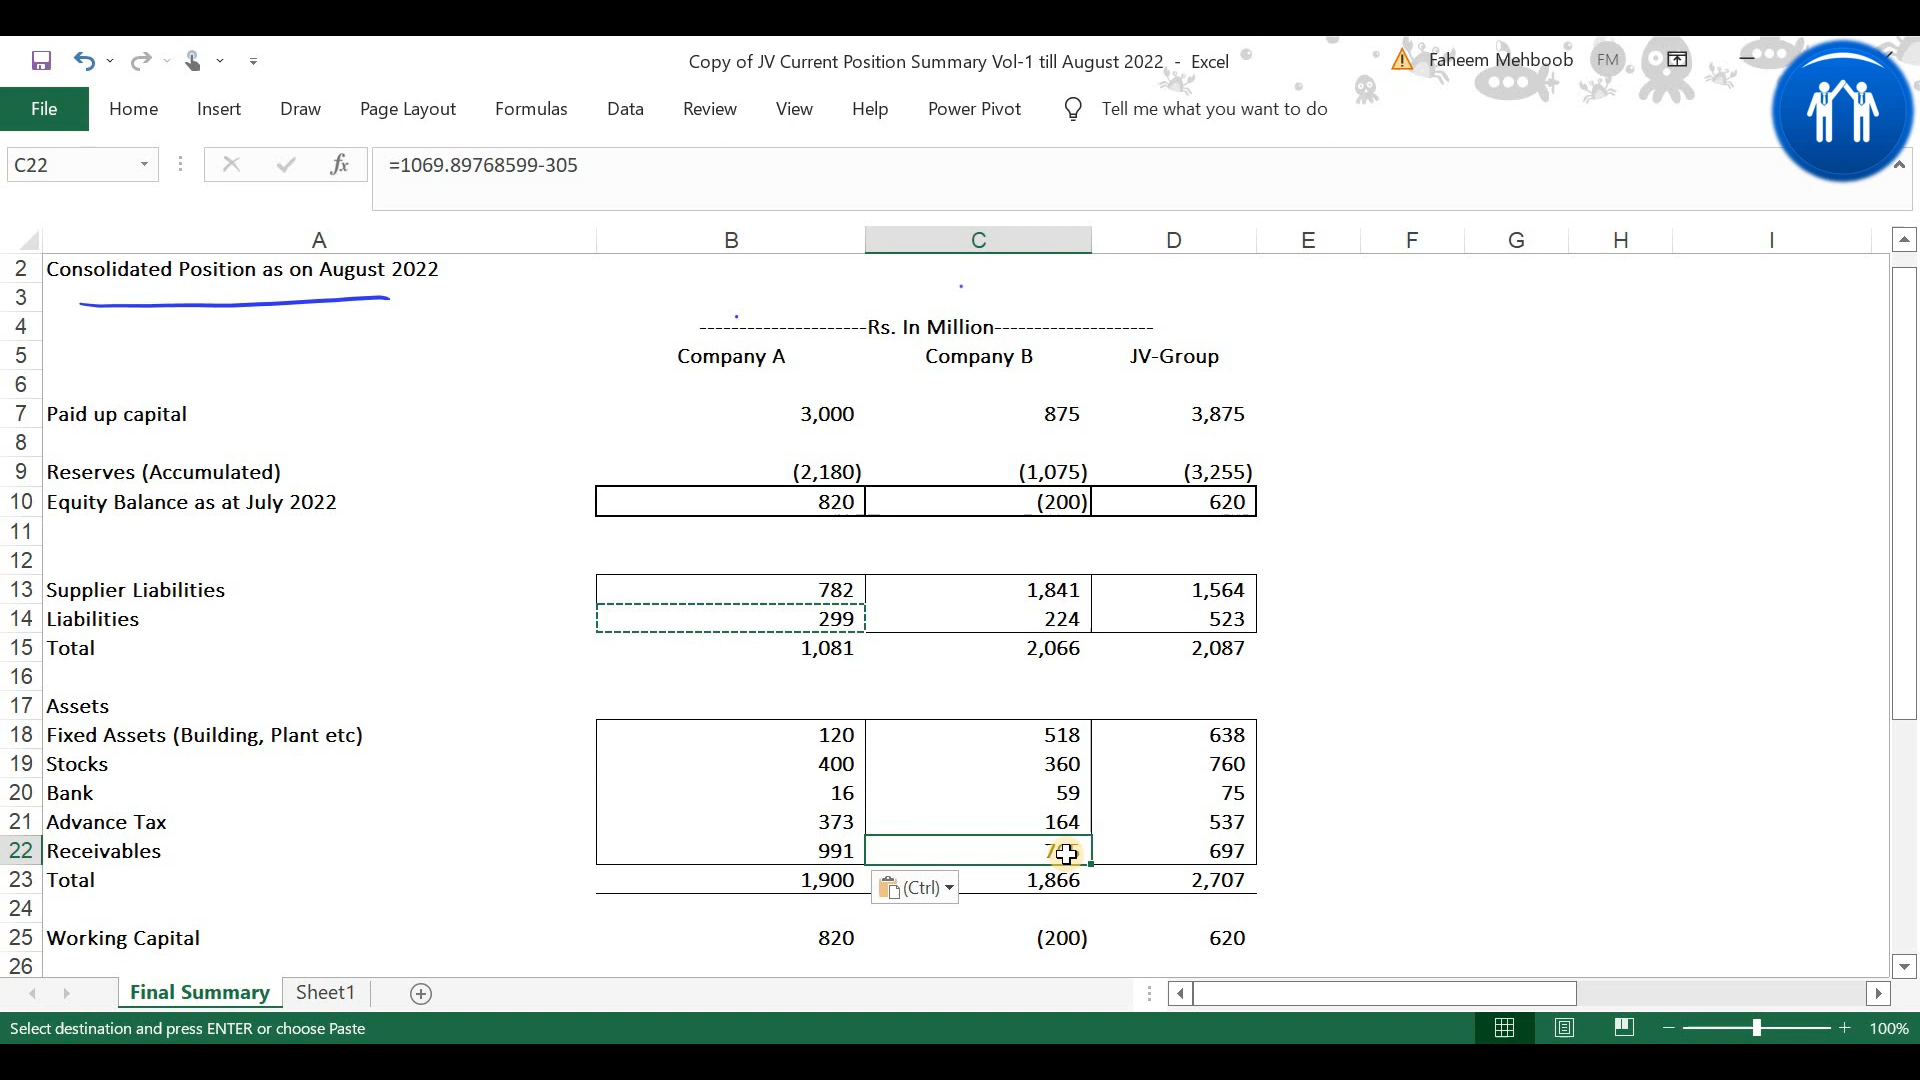 Copy of JV Current Position Summary Vol-1 till August 2022 - Excel
Faheem Mehboob FM
File Home Insert Draw Page Layout Formulas Data Review View Help Power Pivot Tell me what you want to do
C22 fx =1069.89768599-305
A B C D E F G H I
2 Consolidated Position as on August 2022
3
4 ---------------------Rs. In Million--------------------
5 Company A Company B JV-Group
6
7 Paid up capital 3,000 875 3,875
8
9 Reserves (Accumulated) (2,180) (1,075) (3,255)
10 Equity Balance as at July 2022 820 (200) 620
11
12
13 Supplier Liabilities 782 1,841 1,564
14 Liabilities 299 224 523
15 Total 1,081 2,066 2,087
16
17 Assets
18 Fixed Assets (Building, Plant etc) 120 518 638
19 Stocks 400 360 760
20 Bank 16 59 75
21 Advance Tax 373 164 537
22 Receivables 991 697
23 Total 1,900 1,866 2,707
(Ctrl)
24
25 Working Capital 820 (200) 620
26
Final Summary Sheet1
Select destination and press ENTER or choose Paste 100%